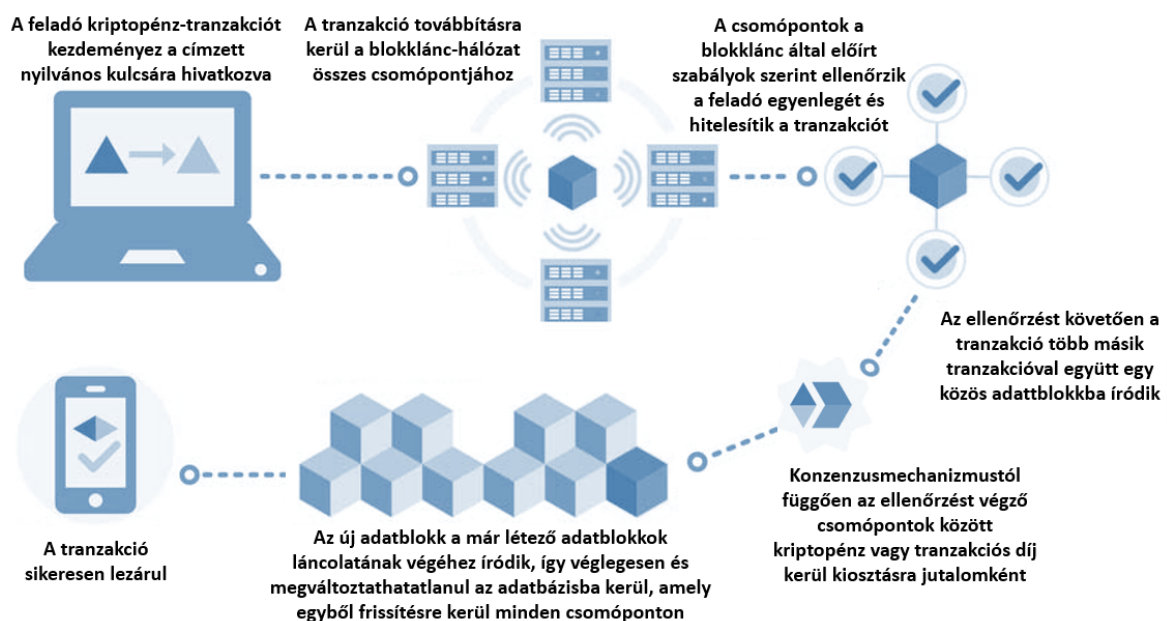 A feladó kriptopénz-tranzakciót
kezdeményez a címzett
nyilvános kulcsára hivatkozva
A tranzakció továbbításra
kerül a blokklánc-hálózat
összes csomópontjához
A csomópontok a
blokklánc által előírt
szabályok szerint ellenőrzik
a feladó egyenlegét és
hitelesítik a tranzakciót
Az ellenőrzést követően a
tranzakció több másik
tranzakcióval együtt egy
közös adattblokkba íródik
Konzenzusmechanizmustól
függően az ellenőrzést végző
csomópontok között
kriptopénz vagy tranzakciós díj
kerül kiosztásra jutalomként
Az új adatblokk a már létező adatblokkok
láncolatának végéhez íródik, így véglegesen és
megváltoztathatatlanul az adatbázisba kerül, amely
egyből frissítésre kerül minden csomóponton
A tranzakció
sikeresen lezárul